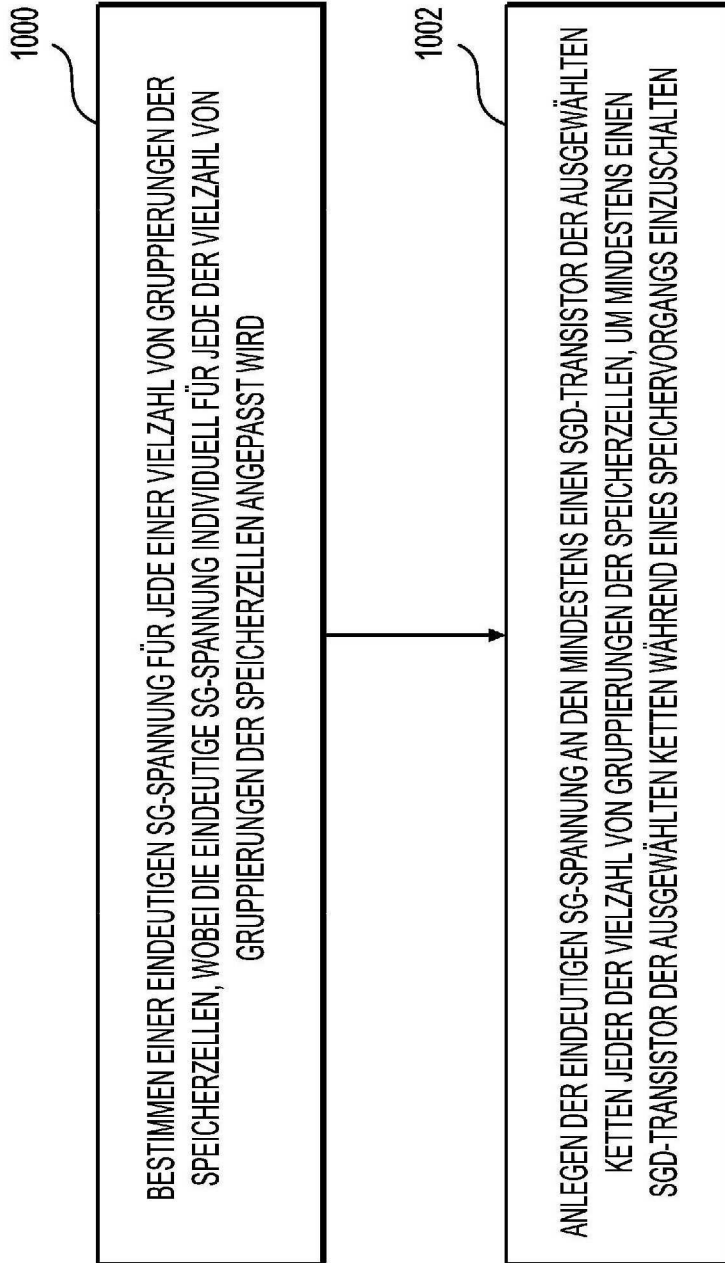 1000
BESTIMMEN EINER EINDEUTIGEN SG-SPANNUNG FÜR JEDE EINER VIELZAHL VON GRUPPIERUNGEN DER
SPEICHERZELLEN, WOBEI DIE EINDEUTIGE SG-SPANNUNG INDIVIDUELL FÜR JEDE DER VIELZAHL VON
GRUPPIERUNGEN DER SPEICHERZELLEN ANGEPASST WIRD
1002
ANLEGEN DER EINDEUTIGEN SG-SPANNUNG AN DEN MINDESTENS EINEN SGD-TRANSISTOR DER AUSGEWÄHLTEN
KETTEN JEDER DER VIELZAHL VON GRUPPIERUNGEN DER SPEICHERZELLEN, UM MINDESTENS EINEN
SGD-TRANSISTOR DER AUSGEWÄHLTEN KETTEN WÄHREND EINES SPEICHERVORGANGS EINZUSCHALTEN